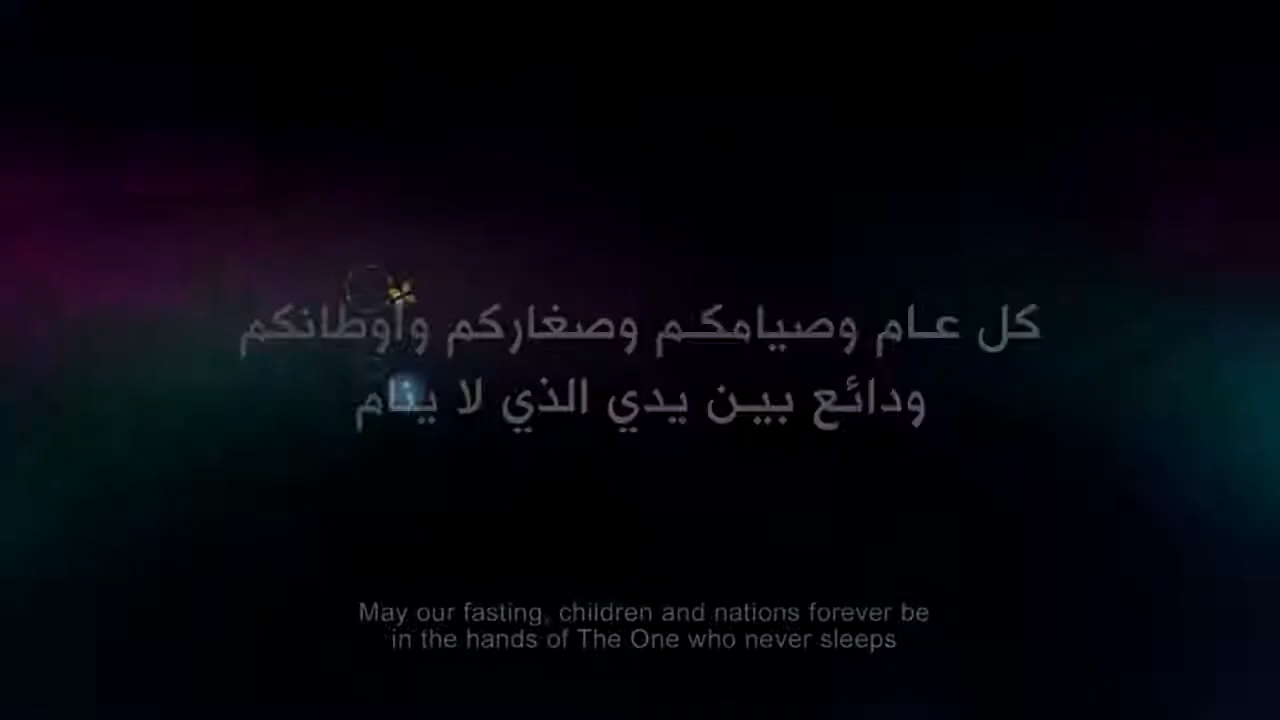 كل عام وصيامكم وصغاركم وأوطانكم
ودائع بين يدي الذي لا ينام
May our fasting, children and nations forever be
in the hands of The One who never sleeps